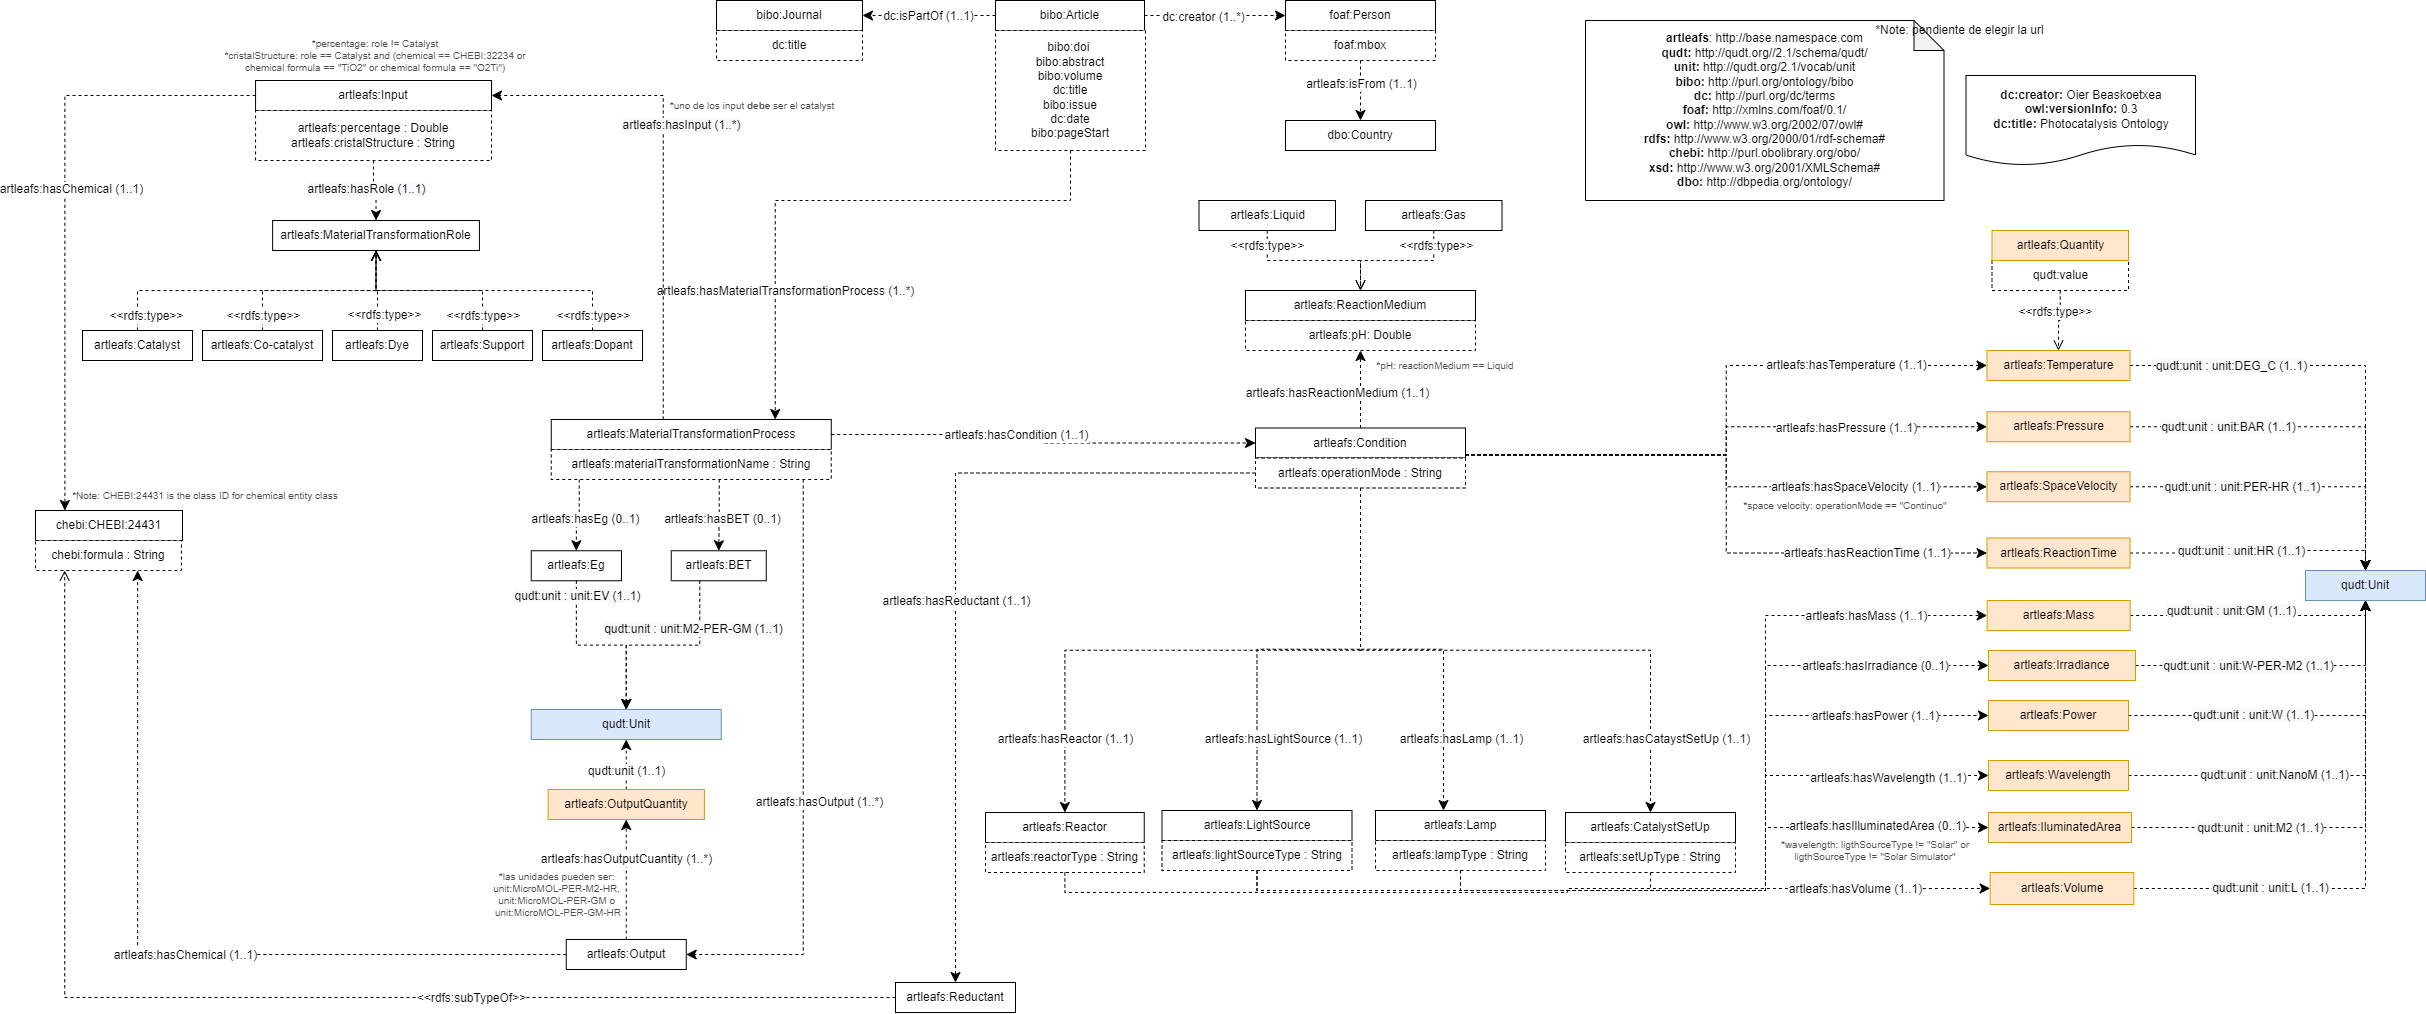 bibo:Journal
dc:title
dc:isPartOf (1..1)
bibo:Article
bibo:doi
bibo:abstract
bibo:volume
dc:title
bibo:issue
dc:date
bibo:pageStart
dc:creator (1..*)
foaf:Person
foaf:mbox
artleafs:isFrom (1..1)
dbo:Country
*Note: pendiente de elegir la url
artleafs: http://base.namespace.com
qudt: http://qudt.org//2.1/schema/qudt/
unit: http://qudt.org/2.1/vocab/unit
bibo: http://purl.org/ontology/bibo
dc: http://purl.org/dc/terms
foaf: http://xmlns.com/foaf/0.1/
owl: http://www.w3.org/2002/07/owl#
rdfs: http://www.w3.org/2000/01/rdf-schema#
chebi: http://purl.obolibrary.org/obo/
xsd: http://www.w3.org/2001/XMLSchema#
dbo: http://dbpedia.org/ontology/
dc:creator: Oier Beaskoetxea
owl:versionInfo: 0.3
dc:title: Photocatalysis Ontology
*percentage: role != Catalyst
*cristalStructure: role == Catalyst and (chemical == CHEBI:32234 or
chemical formula == "TiO2" or chemical formula == "O2Ti")
artleafs:Input
artleafs:percentage : Double
artleafs:cristalStructure : String
*uno de los input debe ser el catalyst
artleafs:hasInput (1..*)
artleafs:hasChemical (1..1)
artleafs:hasRole (1..1)
artleafs:MaterialTransformationRole
<<rdfs:type>>
<<rdfs:type>>
<<rdfs:type>>
<<rdfs:type>>
<<rdfs:type>>
artleafs:Catalyst
artleafs:Co-catalyst
artleafs:Dye
artleafs:Support
artleafs:Dopant
artleafs:hasMaterialTransformationProcess (1..*)
artleafs:Liquid
artleafs:Gas
<<rdfs:type>>
<<rdfs:type>>
artleafs:ReactionMedium
artleafs:pH: Double
*pH: reactionMedium == Liquid
artleafs:hasReactionMedium (1..1)
artleafs:Quantity
qudt:value
<<rdfs:type>>
artleafs:hasTemperature (1..1)
artleafs:Temperature
qudt:unit : unit:DEG_C (1..1)
artleafs:hasPressure (1..1)
artleafs:Pressure
qudt:unit : unit:BAR (1..1)
artleafs:hasSpaceVelocity (1..1)
*space velocity: operationMode == "Continuo"
artleafs:SpaceVelocity
qudt:unit : unit:PER-HR (1..1)
artleafs:hasReactionTime (1..1)
artleafs:ReactionTime
qudt:unit : unit:HR (1..1)
qudt:Unit
artleafs:MaterialTransformationProcess
artleafs:materialTransformationName : String
artleafs:hasCondition (1..1)
artleafs:Condition
artleafs:operationMode : String
*Note: CHEBI:24431 is the class ID for chemical entity class
chebi:CHEBI:24431
chebi:formula : String
artleafs:hasEg (0..1)
artleafs:hasBET (0..1)
artleafs:Eg
artleafs:BET
qudt:unit : unit:EV (1..1)
qudt:unit : unit:M2-PER-GM (1..1)
qudt:Unit
qudt:unit (1..1)
artleafs:OutputQuantity
artleafs:hasOutputCuantity (1..*)
*las unidades pueden ser:
unit:MicroMOL-PER-M2-HR,
unit:MicroMOL-PER-GM o
unit:MicroMOL-PER-GM-HR
artleafs:hasOutput (1..*)
artleafs:hasReductant (1..1)
artleafs:hasChemical (1..1)
artleafs:Output
<<rdfs:subTypeOf>>
artleafs:Reductant
artleafs:hasReactor (1..1)
artleafs:hasLightSource (1..1)
artleafs:hasLamp (1..1)
artleafs:hasCataystSetUp (1..1)
artleafs:Reactor
artleafs:reactorType : String
artleafs:LightSource
artleafs:lightSourceType : String
artleafs:Lamp
artleafs:lampType : String
artleafs:CatalystSetUp
artleafs:setUpType : String
artleafs:hasMass (1..1)
artleafs:Mass
qudt:unit : unit:GM (1..1)
artleafs:hasIrradiance (0..1)
artleafs:Irradiance
qudt:unit : unit:W-PER-M2 (1..1)
artleafs:hasPower (1..1)
artleafs:Power
qudt:unit : unit:W (1..1)
artleafs:hasWavelength (1..1)
artleafs:Wavelength
qudt:unit : unit:NanoM (1..1)
artleafs:hasIlluminatedArea (0..1)
*wavelength: ligthSourceType != "Solar" or
ligthSourceType != "Solar Simulator"
artleafs:IluminatedArea
qudt:unit : unit:M2 (1..1)
artleafs:hasVolume (1..1)
artleafs:Volume
qudt:unit : unit:L (1..1)